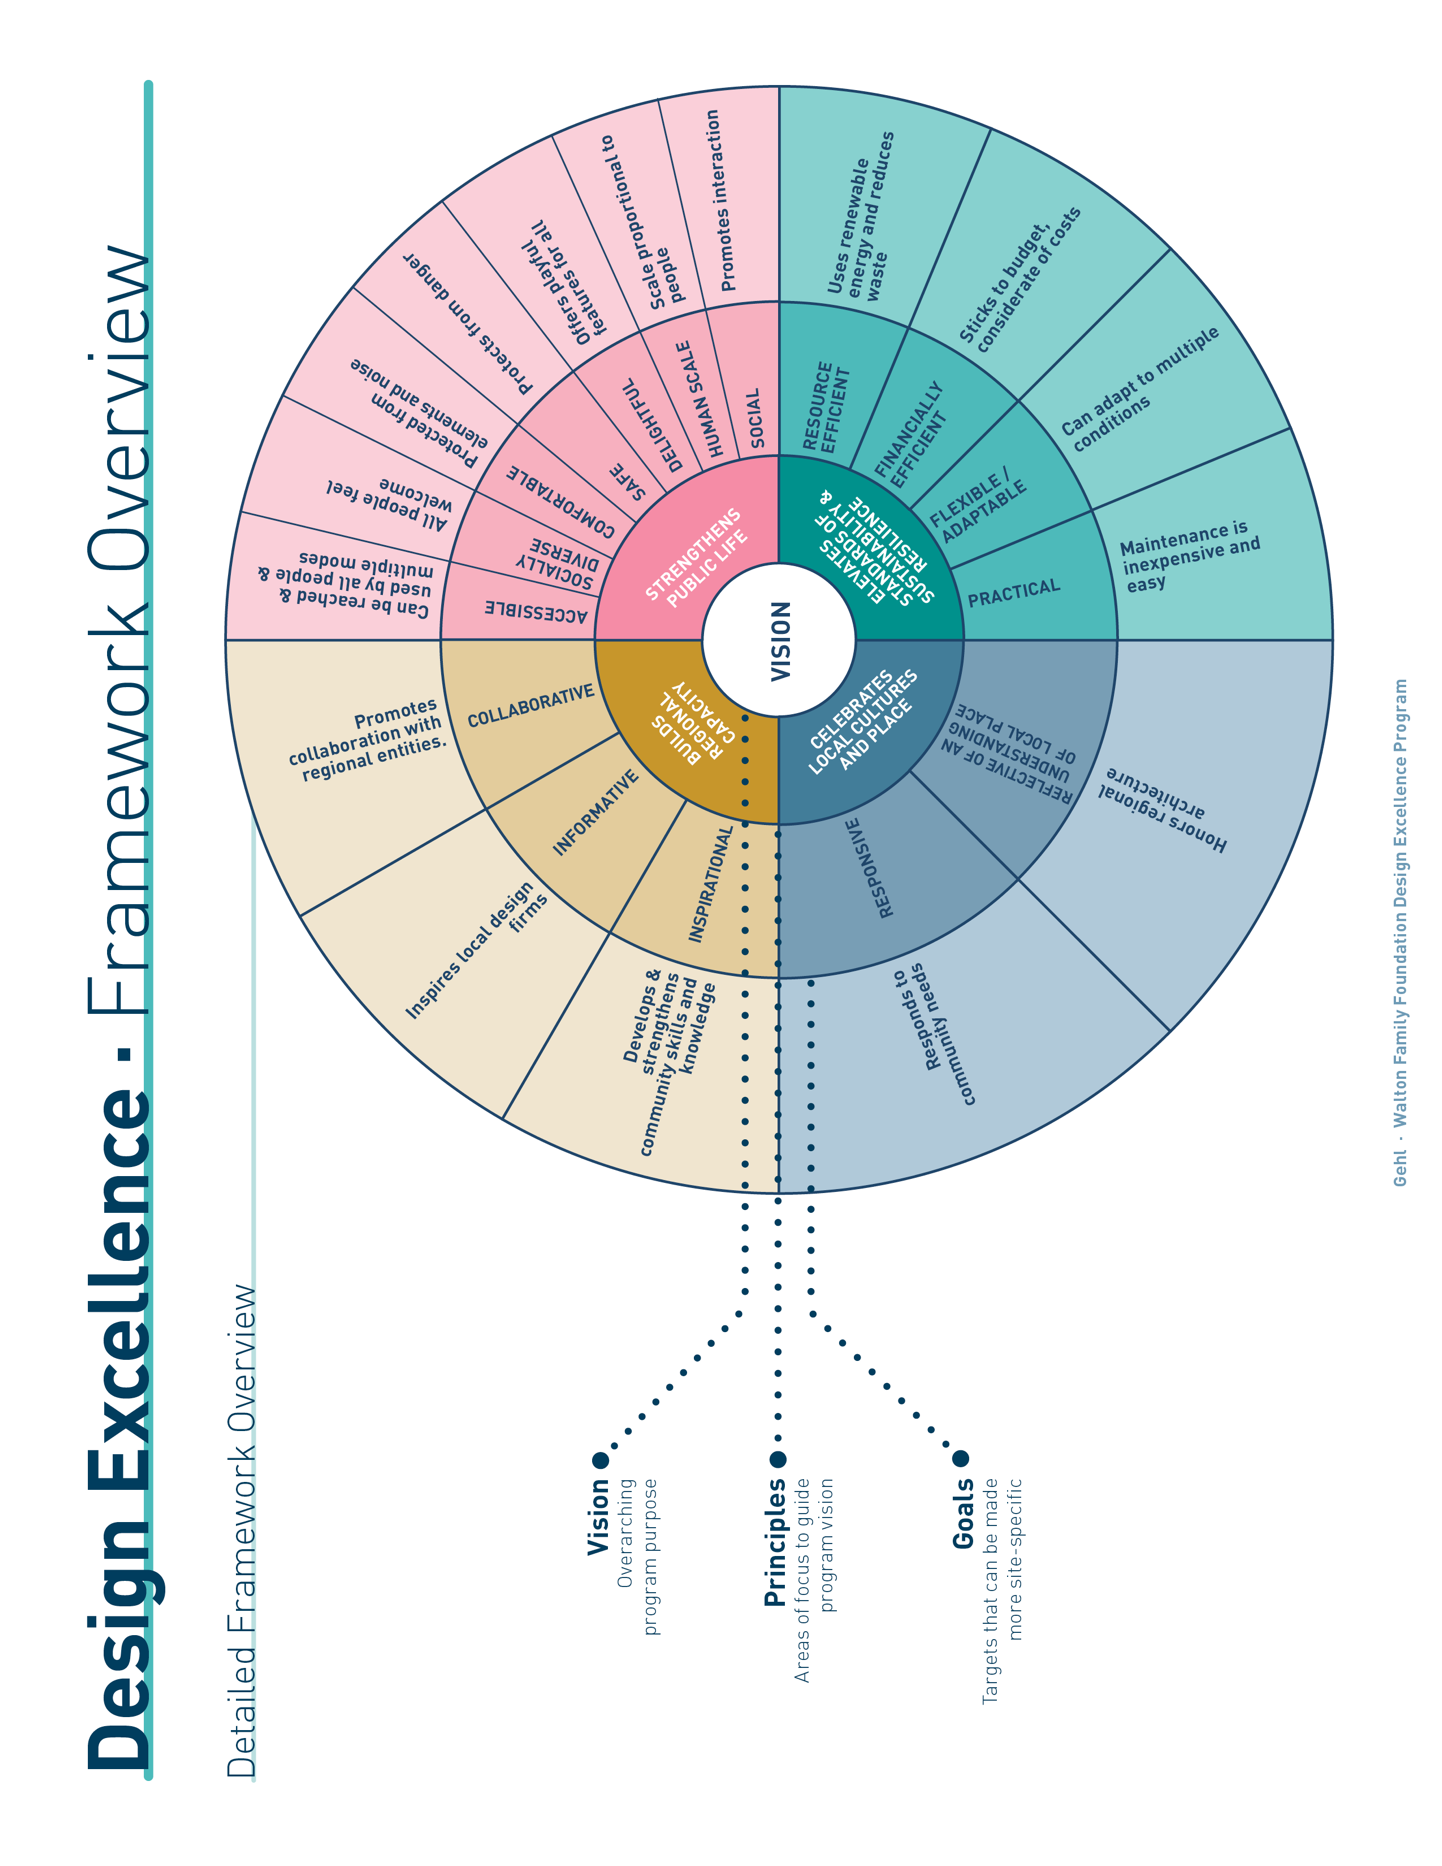 Design Excellence · Framework Overview
Detailed Framework Overview
Vision
Overarching
program purpose
Principles
Areas of focus to guide
program vision
Goals
Targets that can be made
more site-specific
VISION
STRENGTHENS
PUBLIC LIFE
ACCESSIBLE
Can be reached &
used by all people &
multiple modes
SOCIALLY
DIVERSE
All people feel
welcome
COMFORTABLE
Protected from
elements and noise
SAFE
Protects from danger
DELIGHTFUL
Offers playful
features for all
HUMAN SCALE
Scale proportional to
people
SOCIAL
Promotes interaction
ELEVATES
STANDARDS OF
SUSTAINABILITY &
RESILIENCE
RESOURCE
EFFICIENT
Uses renewable
energy and reduces
waste
FINANCIALLY
EFFICIENT
Sticks to budget,
considerate of costs
FLEXIBLE /
ADAPTABLE
Can adapt to multiple
conditions
PRACTICAL
Maintenance is
inexpensive and
easy
CELEBRATES
LOCAL CULTURES
AND PLACE
REFLECTIVE OF AN
UNDERSTANDING
OF LOCAL PLACE
Honors regional
architecture
RESPONSIVE
Responds to
community needs
BUILDS
REGIONAL
CAPACITY
INSPIRATIONAL
Develops &
strengthens
community skills and
knowledge
INFORMATIVE
Inspires local design
firms
COLLABORATIVE
Promotes
collaboration with
regional entities.
Gehl · Walton Family Foundation Design Excellence Program